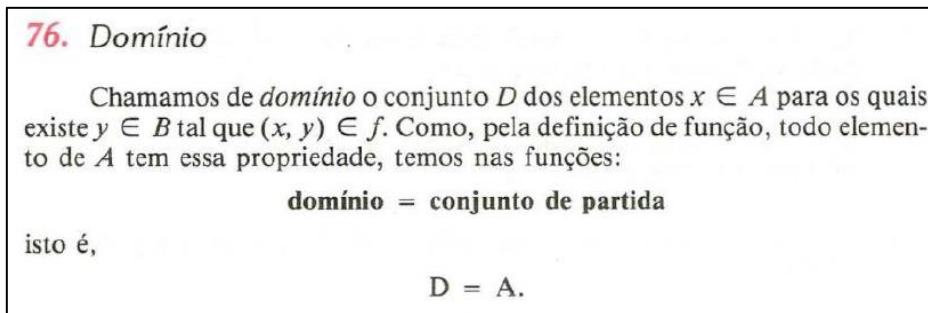 76. Domínio
Chamamos de domínio o conjunto D dos elementos x ∈ A para os quais
existe y ∈ B tal que (x, y) ∈ f. Como, pela definição de função, todo elemen-
to de A tem essa propriedade, temos nas funções:
domínio = conjunto de partida
isto é,
D = A.